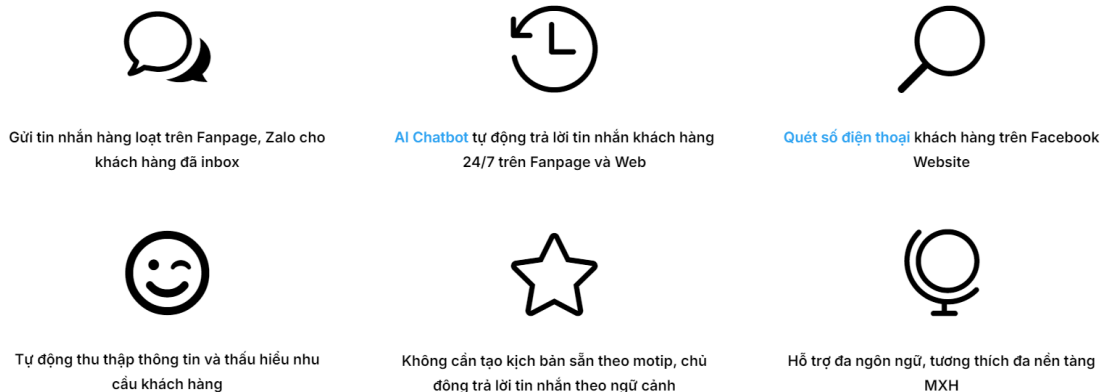 Gửi tin nhắn hàng loạt trên Fanpage, Zalo cho
khách hàng đã inbox
AI Chatbot tự động trả lời tin nhắn khách hàng
24/7 trên Fanpage và Web
Quét số điện thoại khách hàng trên Facebook
Website
Tự động thu thập thông tin và thấu hiểu nhu
cầu khách hàng
Không cần tạo kịch bản sẵn theo motip, chủ
động trả lời tin nhắn theo ngữ cảnh
Hỗ trợ đa ngôn ngữ, tương thích đa nền tảng
MXH